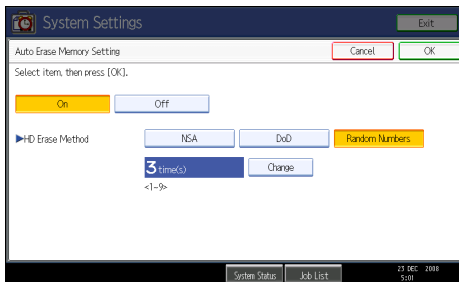 System Settings Exit
Auto Erase Memory Setting Cancel OK
Select item, then press [OK].
On Off
▶HD Erase Method NSA DoD Random Numbers
3 time(s) Change
<1-9>
System Status Job List 23 DEC 2008
5:01